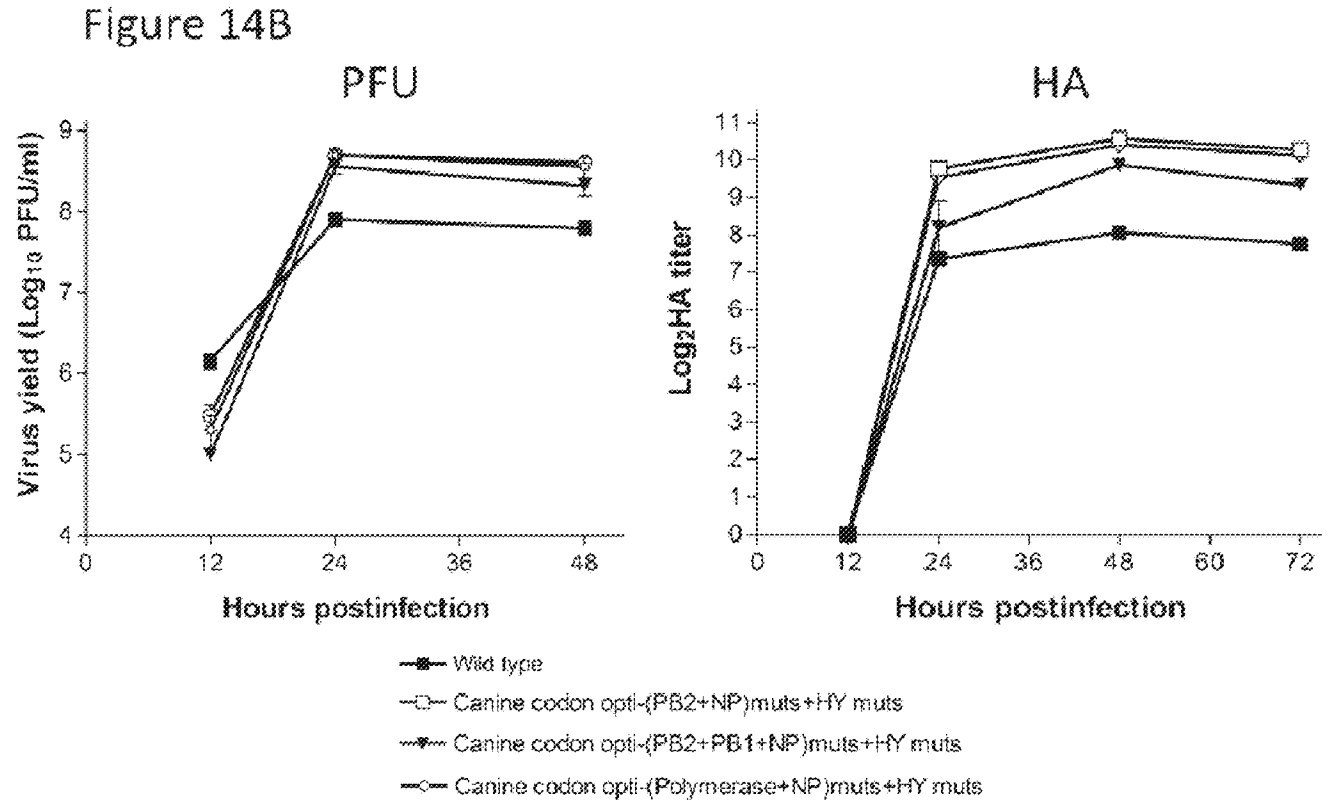 Figure 14B
PFU
Virus yield (Log10 PFU/ml)
9
8
7
6
5
4
0 12 24 36 48
Hours postinfection
HA
Log2HA titer
11
10
9
8
7
6
5
4
3
2
1
0
0 12 24 36 48 60 72
Hours postinfection
Wild type
Canine codon opti-(PB2+NP)muts+HY muts
Canine codon opti-(PB2+PB1+NP)muts+HY muts
Canine codon opti-(Polymerase+NP)muts+HY muts